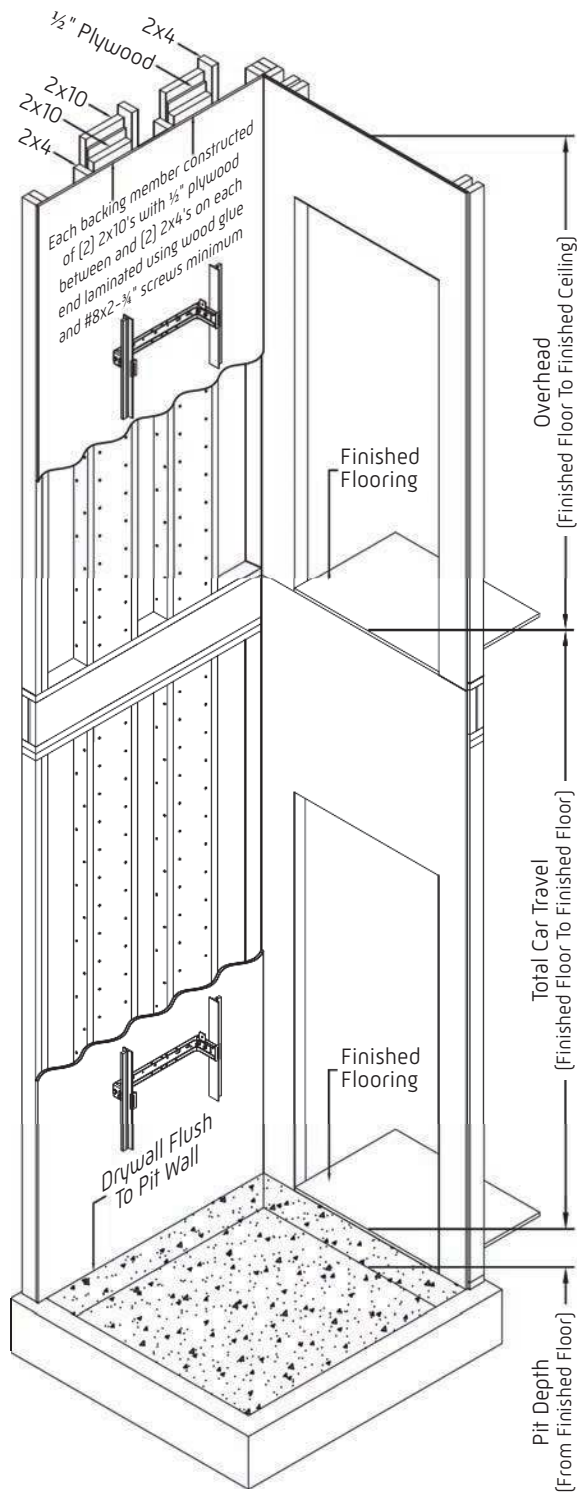 ½" Plywood
2x4
2x10
2x10
2x4
Each backing member constructed
of (2) 2x10's with ½" plywood
between and (2) 2x4's on each
end laminated using wood glue
and #8x2-¾" screws minimum
Overhead
(Finished Floor To Finished Ceiling)
Finished
Flooring
Total Car Travel
(Finished Floor To Finished Floor)
Finished
Flooring
Drywall Flush
To Pit Wall
Pit Depth
(From Finished Floor)